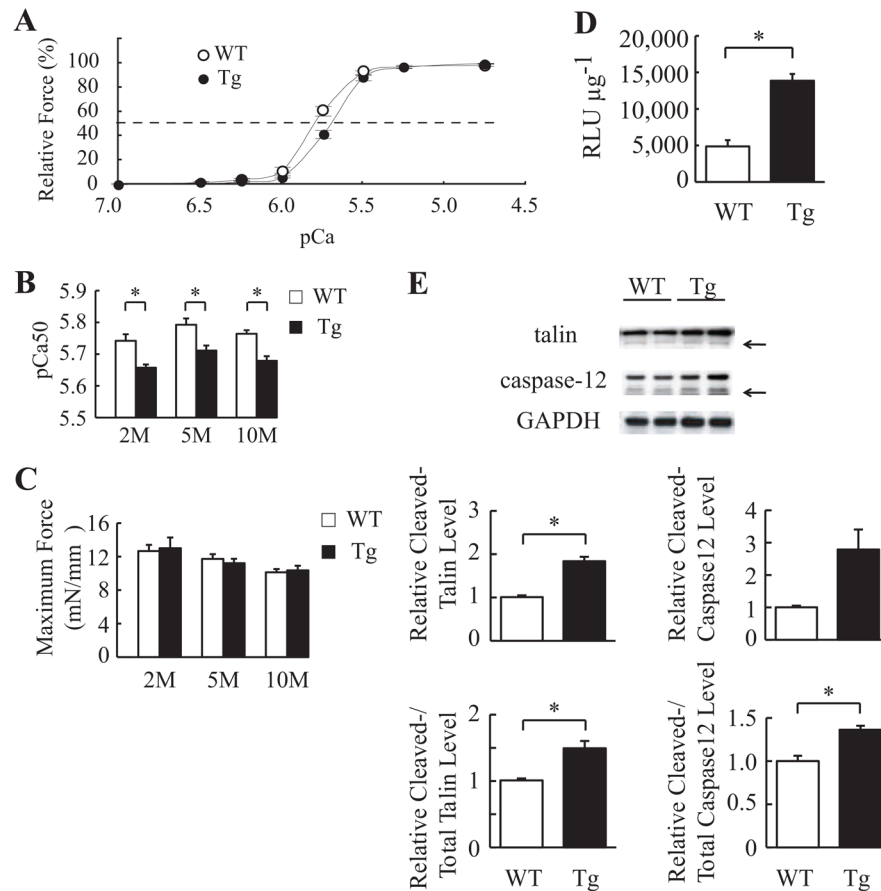 A
Relative Force (%)
100
80
60
40
20
0
WT
Tg
7.0 6.5 6.0 5.5 5.0 4.5
pCa
D
RLU µg-1
20,000
*
15,000
10,000
5,000
0
WT Tg
B
pCa50
5.9
5.8
5.7
5.6
5.5
* * *
WT
Tg
2M 5M 10M
E
WT Tg
talin
caspase-12
GAPDH
C
Maximum Force
(mN/mm )
16
12
8
4
0
WT
Tg
2M 5M 10M
Relative Cleaved-
Talin Level
3
2
1
0
*
Relative Cleaved-
Caspase12 Level
4
3
2
1
0
Relative Cleaved-/
Total Talin Level
2
1
0
*
WT Tg
Relative Cleaved-/
Total Caspase12 Level
1.5
1.0
0.5
0
*
WT Tg